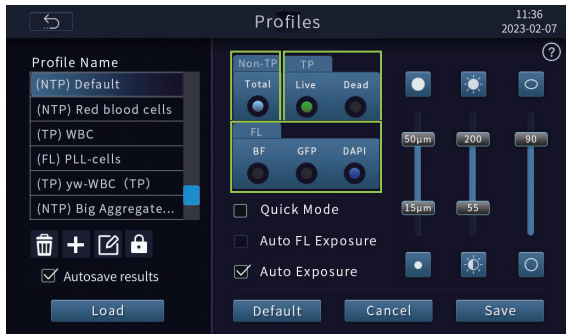 Profiles
11:36
2023-02-07
?
Profile Name
(NTP) Default
(NTP) Red blood cells
(TP) WBC
(FL) PLL-cells
(TP) yw-WBC（TP）
(NTP) Big Aggregate...
Autosave results
Load
Non-TP TP
Total Live Dead
FL
BF GFP DAPI
50μm 200 90
15μm 55
Quick Mode
Auto FL Exposure
Auto Exposure
Default Cancel Save